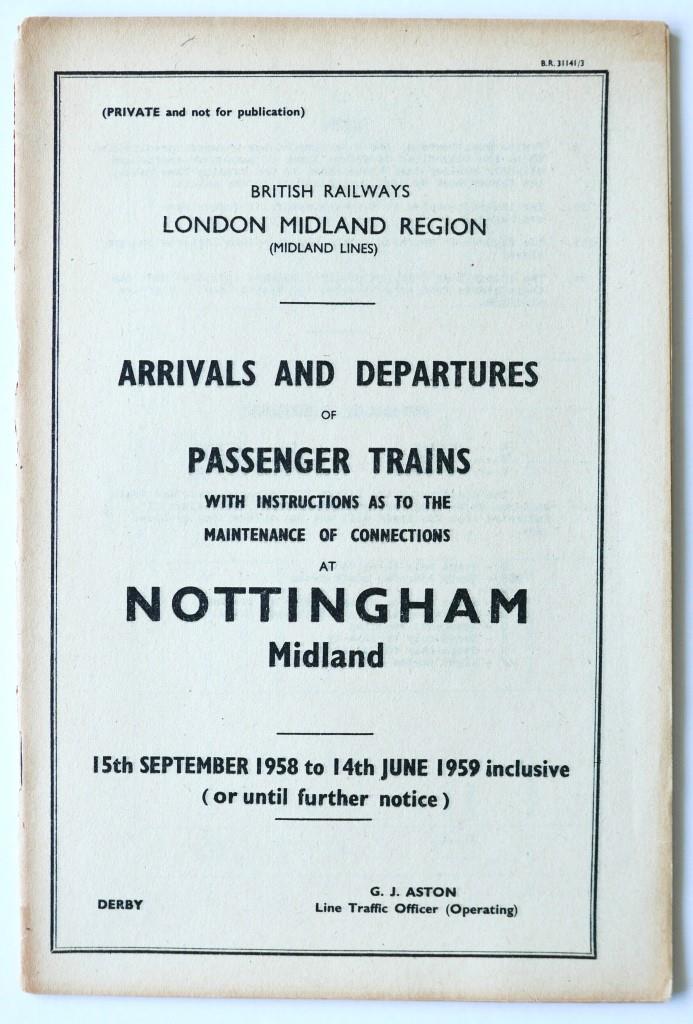 B.R. 31141/3
(PRIVATE and not for publication)
BRITISH RAILWAYS
LONDON MIDLAND REGION
(MIDLAND LINES)
ARRIVALS AND DEPARTURES
OF
PASSENGER TRAINS
WITH INSTRUCTIONS AS TO THE
MAINTENANCE OF CONNECTIONS
AT
NOTTINGHAM
Midland
15th SEPTEMBER 1958 to 14th JUNE 1959 inclusive
(or until further notice)
G. J. ASTON
DERBY
Line Traffic Officer (Operating)